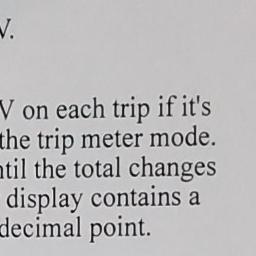 V.
V on each trip if it's
the trip meter mode.
ntil the total changes
display contains a
decimal point.